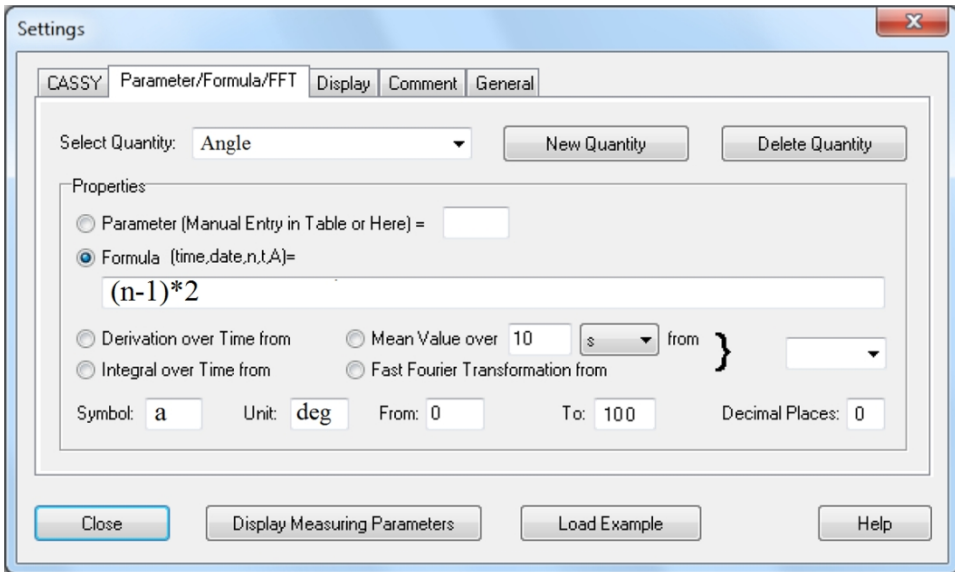 Settings
X
CASSY Parameter/Formula/FFT Display Comment General
Select Quantity: Angle New Quantity Delete Quantity
Properties
Parameter (Manual Entry in Table or Here) =
Formula (time,date,n,t,A)=
(n-1)*2
Derivation over Time from Mean Value over 10 s from }
Integral over Time from Fast Fourier Transformation from
Symbol: a Unit: deg From: 0 To: 100 Decimal Places: 0
Close Display Measuring Parameters Load Example Help